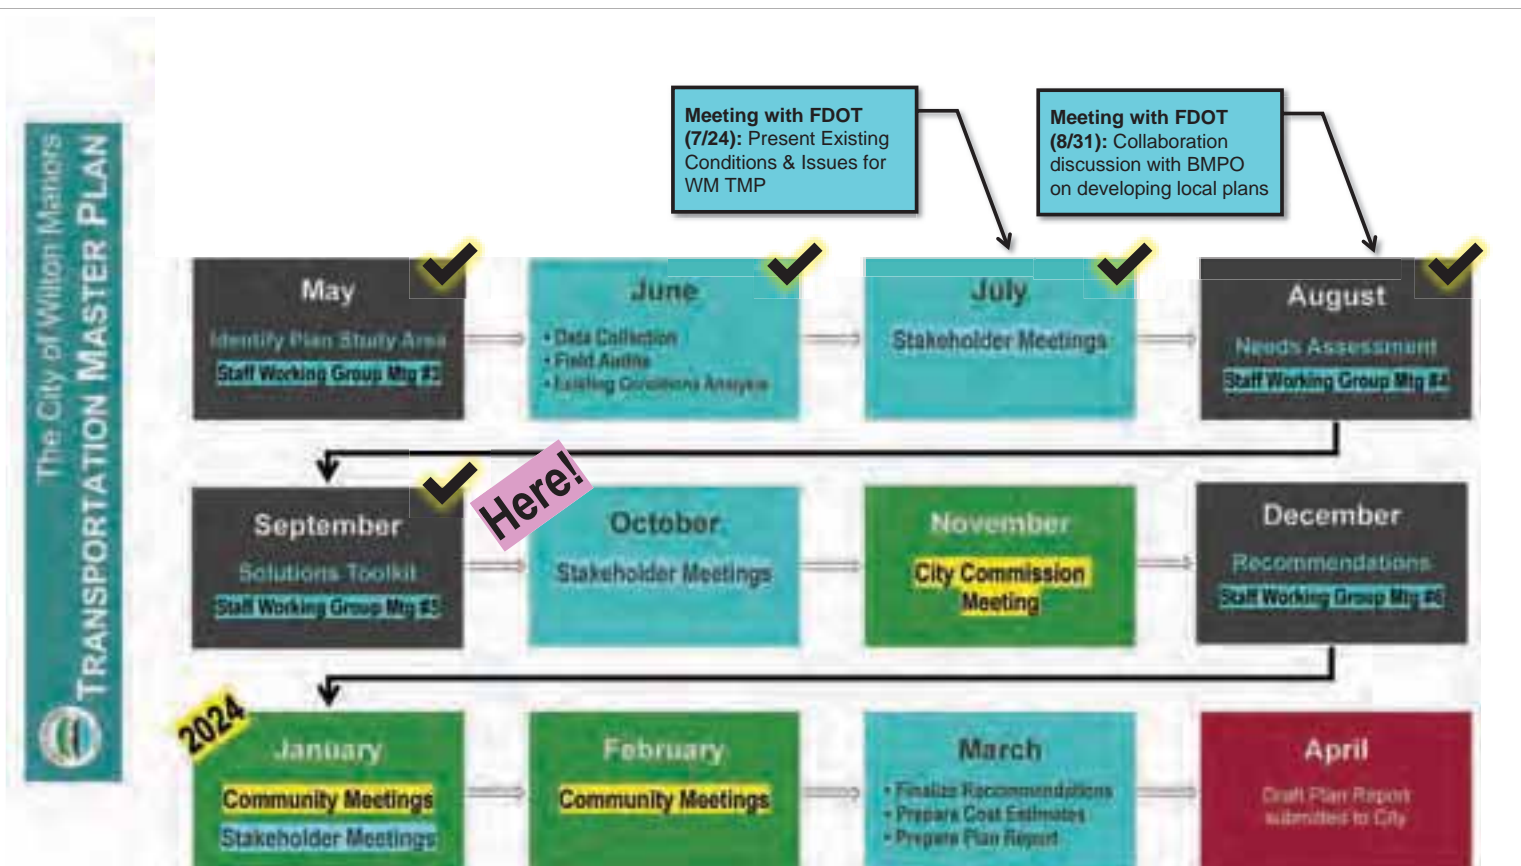 The City of Wilton Manors
TRANSPORTATION MASTER PLAN
Meeting with FDOT
(7/24): Present Existing
Conditions & Issues for
WM TMP
Meeting with FDOT
(8/31): Collaboration
discussion with BMPO
on developing local plans
May
Identify Plan Study Area
Staff Working Group Mtg #3
June
• Data Collection
• Field Audits
• Existing Conditions Analysis
July
Stakeholder Meetings
August
Needs Assessment
Staff Working Group Mtg #4
September
Solutions Toolkit
Staff Working Group Mtg #5
Here!
October
Stakeholder Meetings
November
City Commission
Meeting
December
Recommendations
Staff Working Group Mtg #6
2024
January
Community Meetings
Stakeholder Meetings
February
Community Meetings
March
• Finalize Recommendations
• Prepare Cost Estimates
• Prepare Plan Report
April
Draft Plan Report
submitted to City